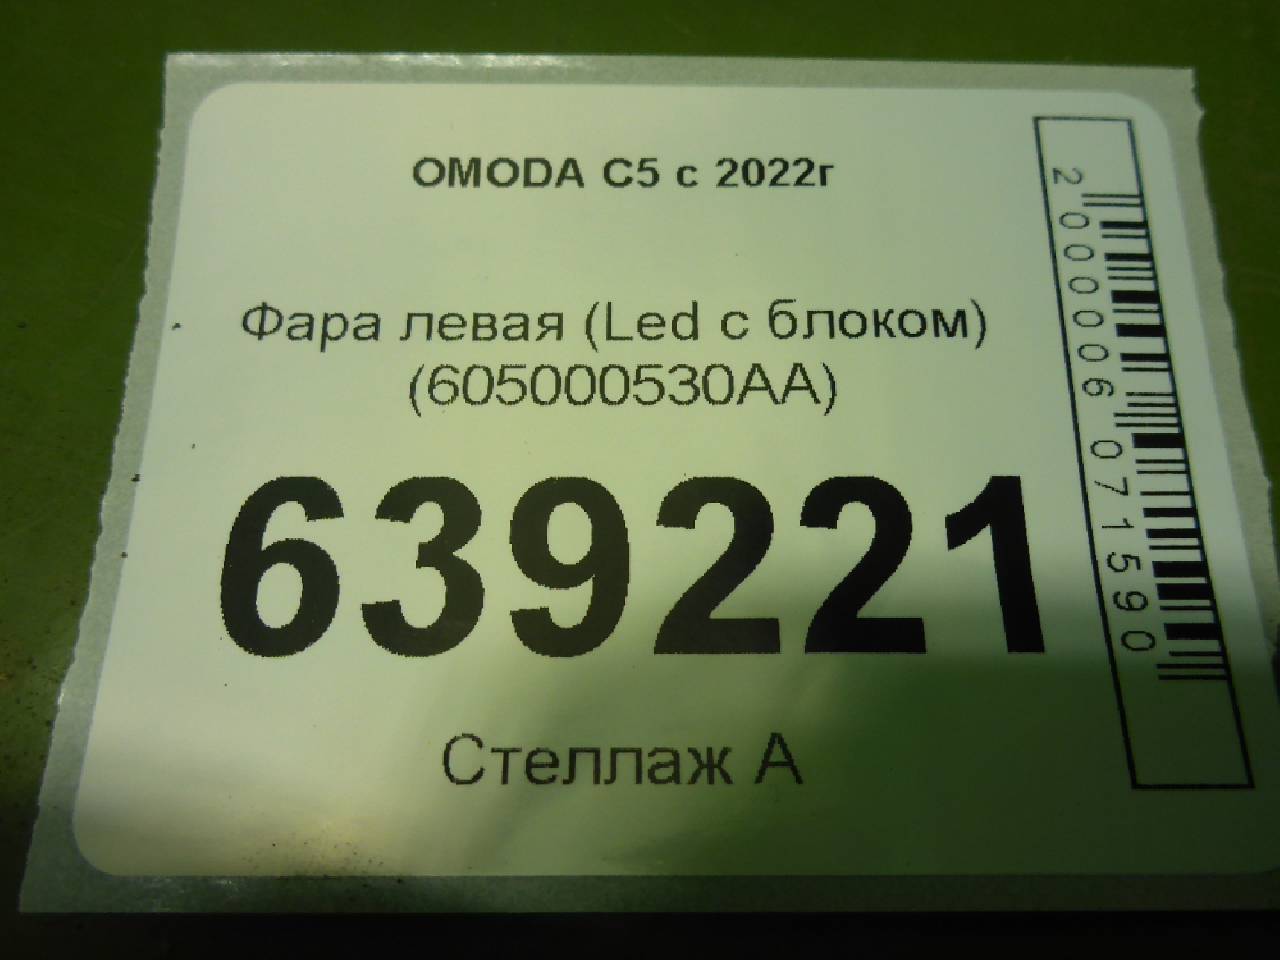 OMODA C5 с 2022г
Фара левая (Led с блоком)
(605000530AA)
639221
Стеллаж А
2000006071590